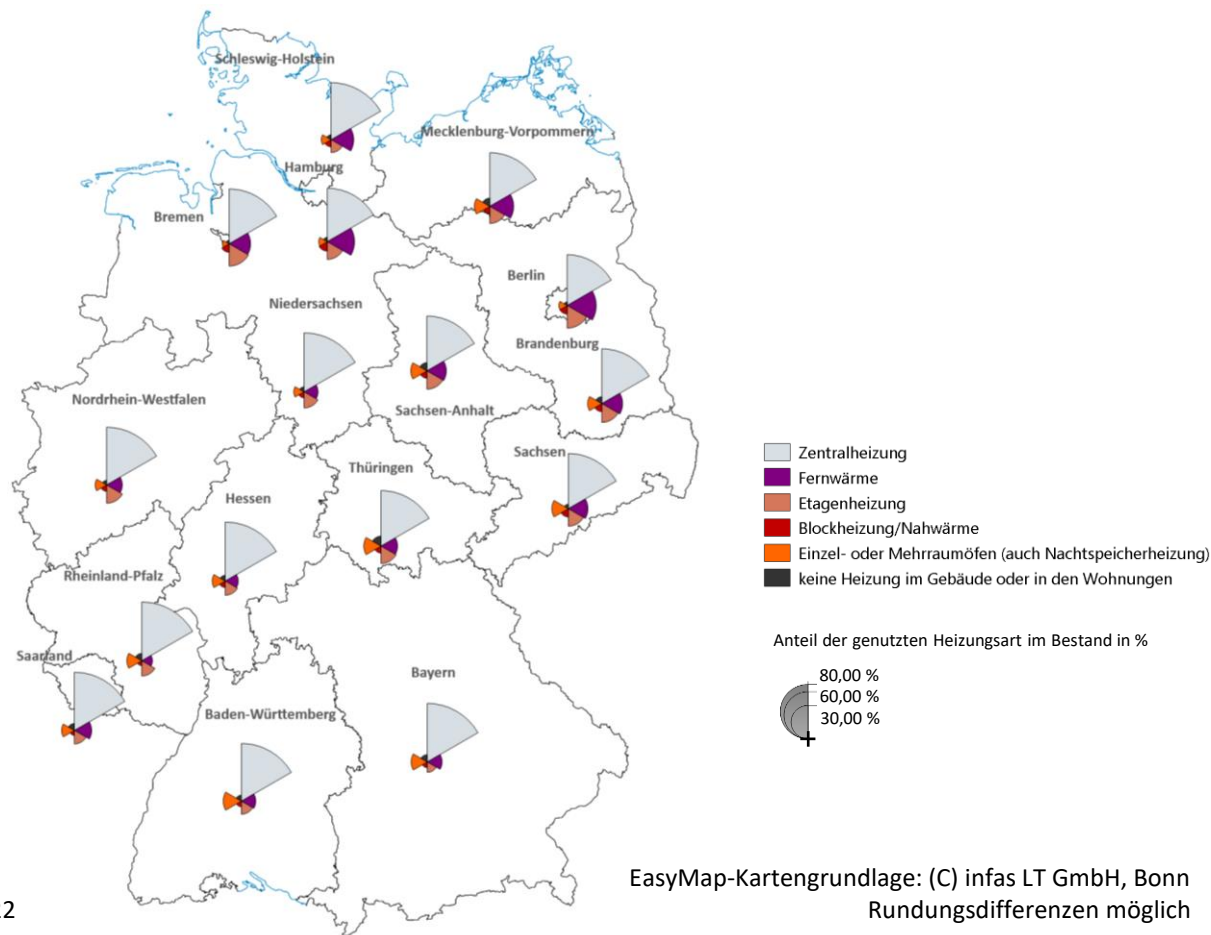 Schleswig-Holstein
Mecklenburg-Vorpommern
Hamburg
Bremen
Berlin
Niedersachsen
Brandenburg
Nordrhein-Westfalen
Sachsen-Anhalt
Sachsen
Thüringen
Hessen
Rheinland-Pfalz
Saarland
Bayern
Baden-Württemberg
Zentralheizung
Fernwärme
Etagenheizung
Blockheizung/Nahwärme
Einzel- oder Mehrraumöfen (auch Nachtspeicherheizung)
keine Heizung im Gebäude oder in den Wohnungen
Anteil der genutzten Heizungsart im Bestand in %
80,00 %
60,00 %
30,00 %
EasyMap-Kartengrundlage: (C) infas LT GmbH, Bonn
Rundungsdifferenzen möglich